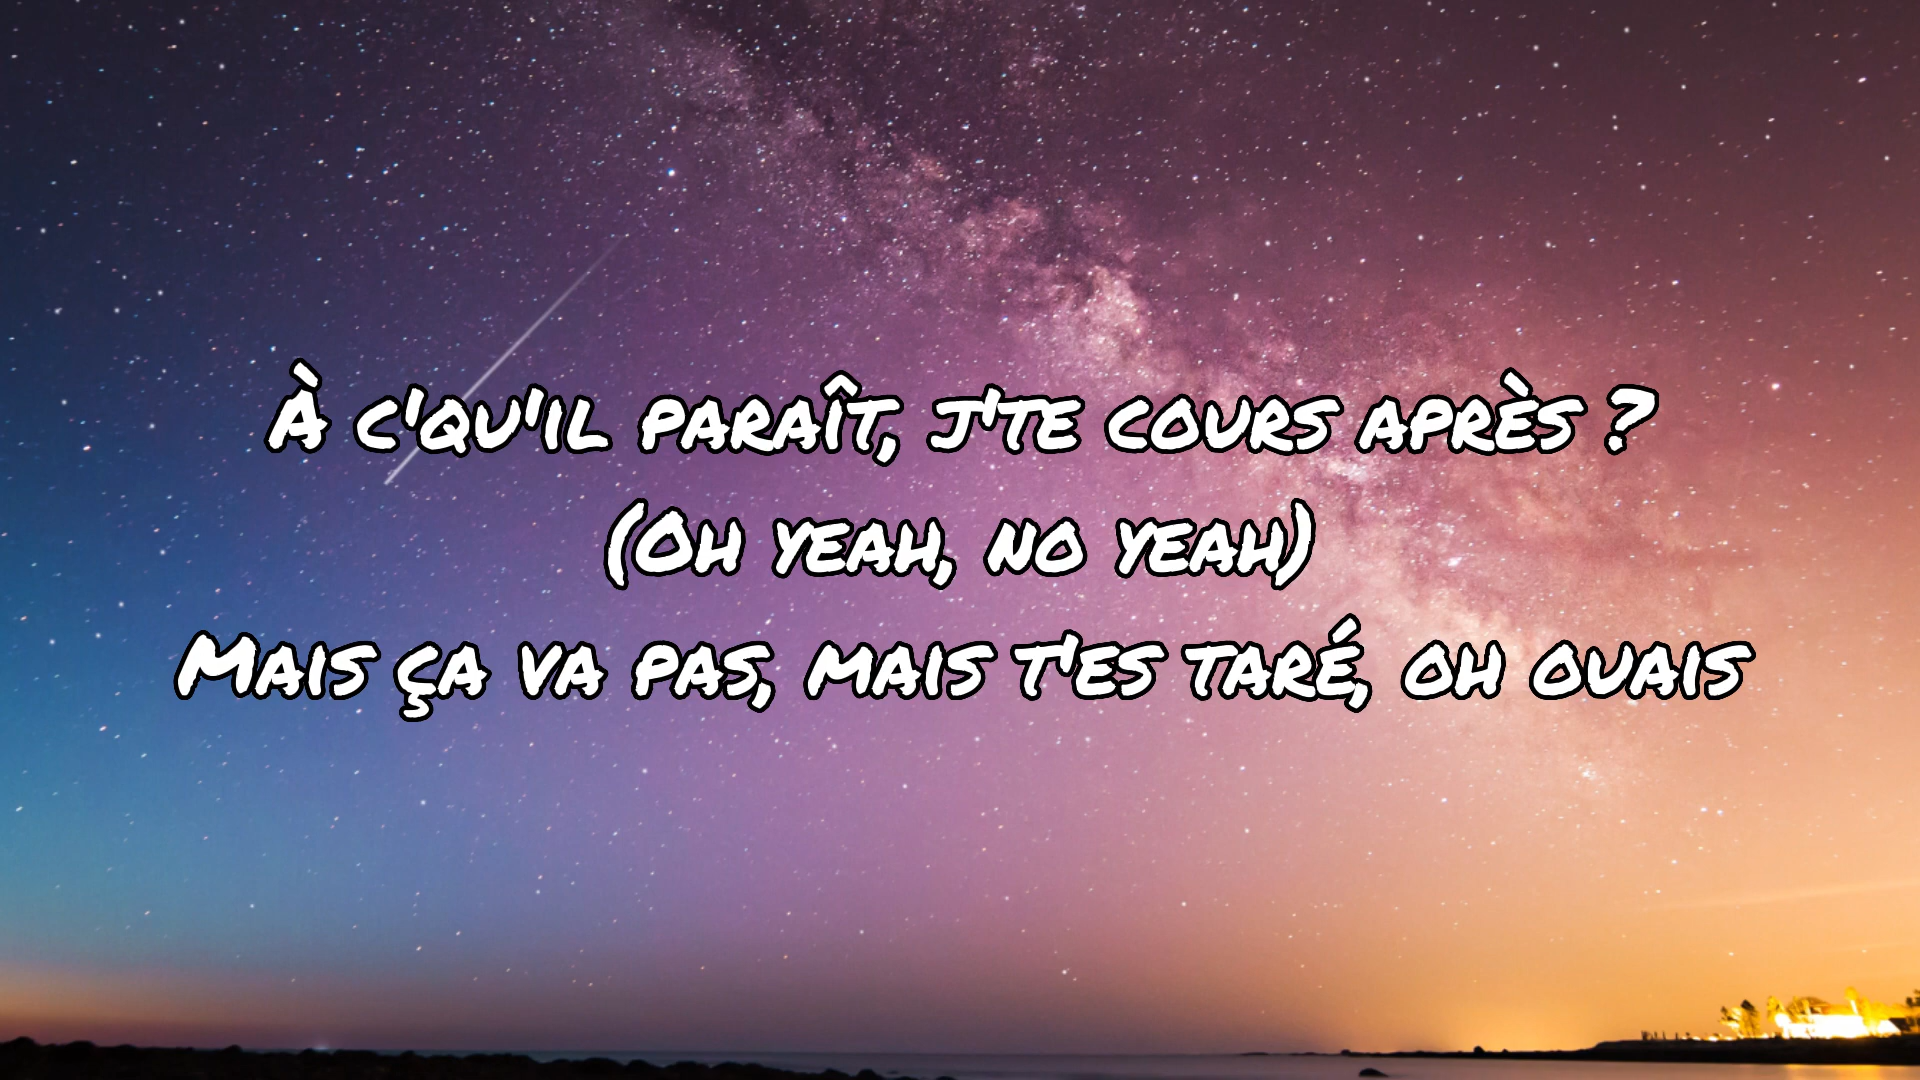 À c'qu'il paraît, j'te cours après ?
(Oh yeah, no yeah)
Mais ça va pas, mais t'es taré, oh ouais